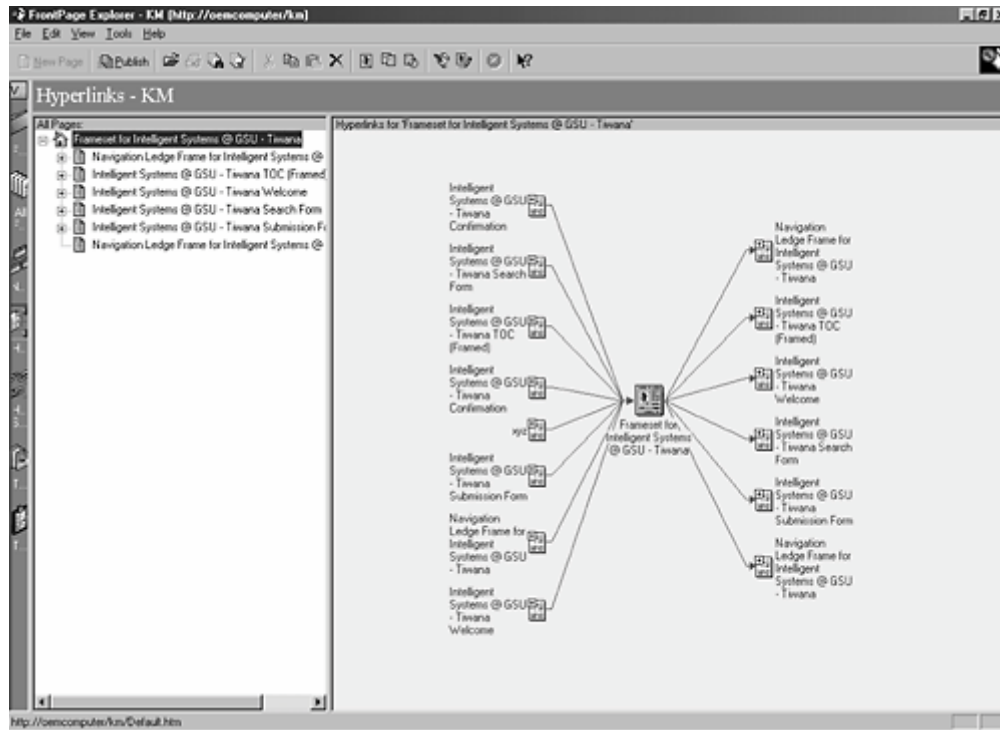 FrontPage Explorer - KM [http://oemcomputer/km]
File Edit View Tools Help
New Page Publish
Hyperlinks - KM
All Pages:
Hyperlinks for 'Frameset for Intelligent Systems @ GSU - Tiwana'
Frameset for Intelligent Systems @ GSU - Tiwana
Navigation Ledge Frame for Intelligent Systems @
Intelligent Systems @ GSU - Tiwana TOC (Framed
Intelligent Systems @ GSU - Tiwana Welcome
Intelligent Systems @ GSU - Tiwana Search Form
Intelligent Systems @ GSU - Tiwana Submission F
Navigation Ledge Frame for Intelligent Systems @
Intelligent
Systems @ GSU
- Tiwana
Confirmation
Intelligent
Systems @ GSU
- Tiwana Search
Form
Intelligent
Systems @ GSU
- Tiwana TOC
(Framed)
Intelligent
Systems @ GSU
- Tiwana
Confirmation
xyz
Intelligent
Systems @ GSU
- Tiwana
Submission Form
Navigation
Ledge Frame for
Intelligent
Systems @ GSU
- Tiwana
Intelligent
Systems @ GSU
- Tiwana
Welcome
Frameset for
Intelligent Systems
@ GSU - Tiwana
Navigation
Ledge Frame for
Intelligent
Systems @ GSU
- Tiwana
Intelligent
Systems @ GSU
- Tiwana TOC
(Framed)
Intelligent
Systems @ GSU
- Tiwana
Welcome
Intelligent
Systems @ GSU
- Tiwana Search
Form
Intelligent
Systems @ GSU
- Tiwana
Submission Form
Navigation
Ledge Frame for
Intelligent
Systems @ GSU
- Tiwana
http://oemcomputer/km/Default.htm